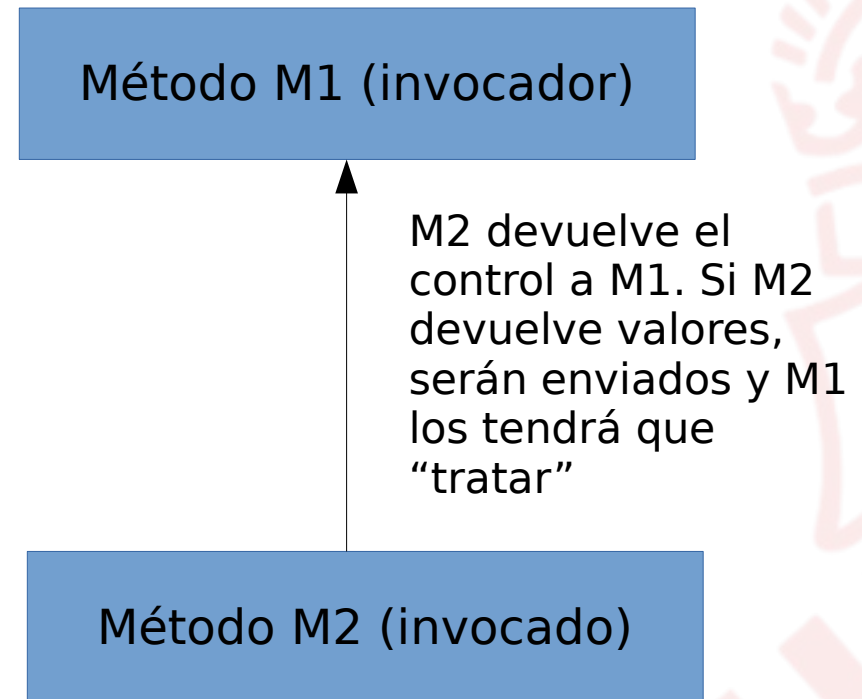 Método M1 (invocador)
M2 devuelve el
control a M1. Si M2
devuelve valores,
serán enviados y M1
los tendrá que
“tratar”
Método M2 (invocado)